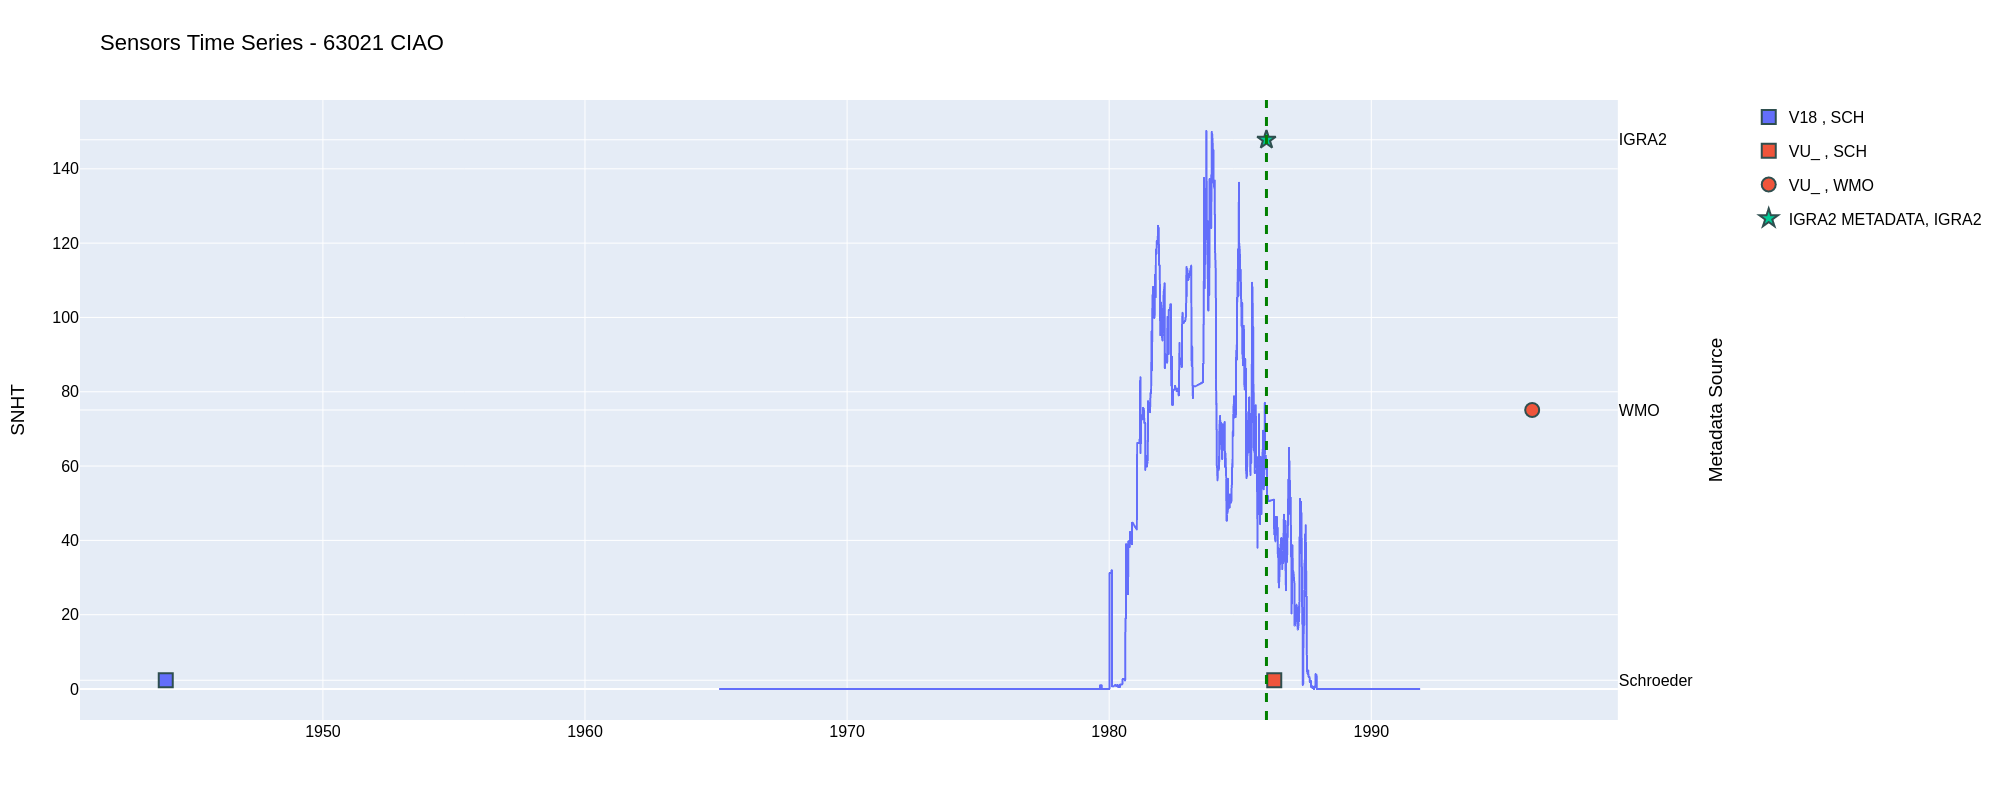 Sensors Time Series - 63021 CIAO
SNHT
140
120
100
80
60
40
20
0
1950
1960
1970
1980
1990
IGRA2
WMO
Schroeder
Metadata Source
V18 , SCH
VU_ , SCH
VU_ , WMO
IGRA2 METADATA, IGRA2